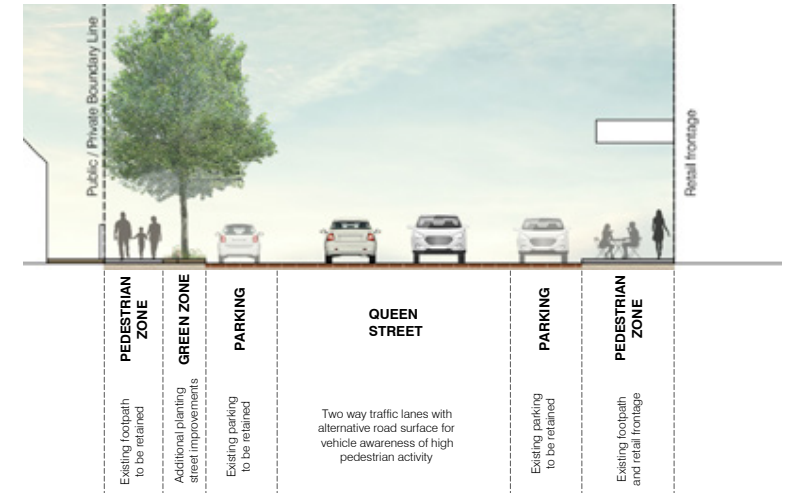 Public / Private Boundary Line
Retail frontage
PEDESTRIAN
ZONE
GREEN ZONE
PARKING
QUEEN
STREET
PARKING
PEDESTRIAN
ZONE
Existing footpath
to be retained
Additional planting
street improvements
Existing parking
to be retained
Two way traffic lanes with
alternative road surface for
vehicle awareness of high
pedestrian activity
Existing parking
to be retained
Existing footpath
and retail frontage